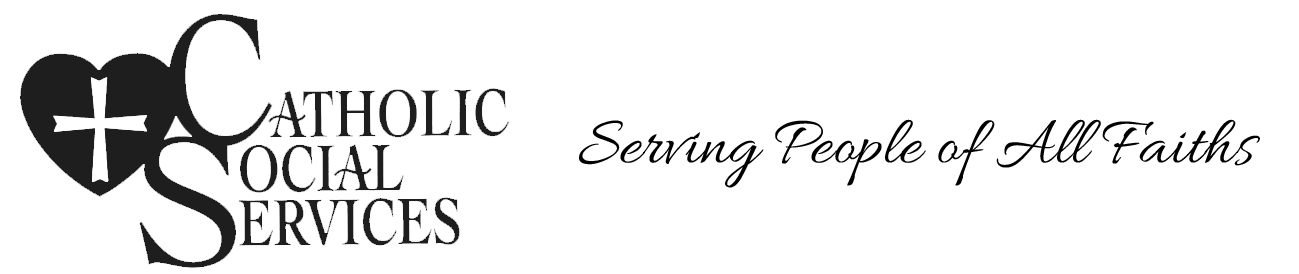 CATHOLIC
SOCIAL
SERVICES
Serving People of All Faiths